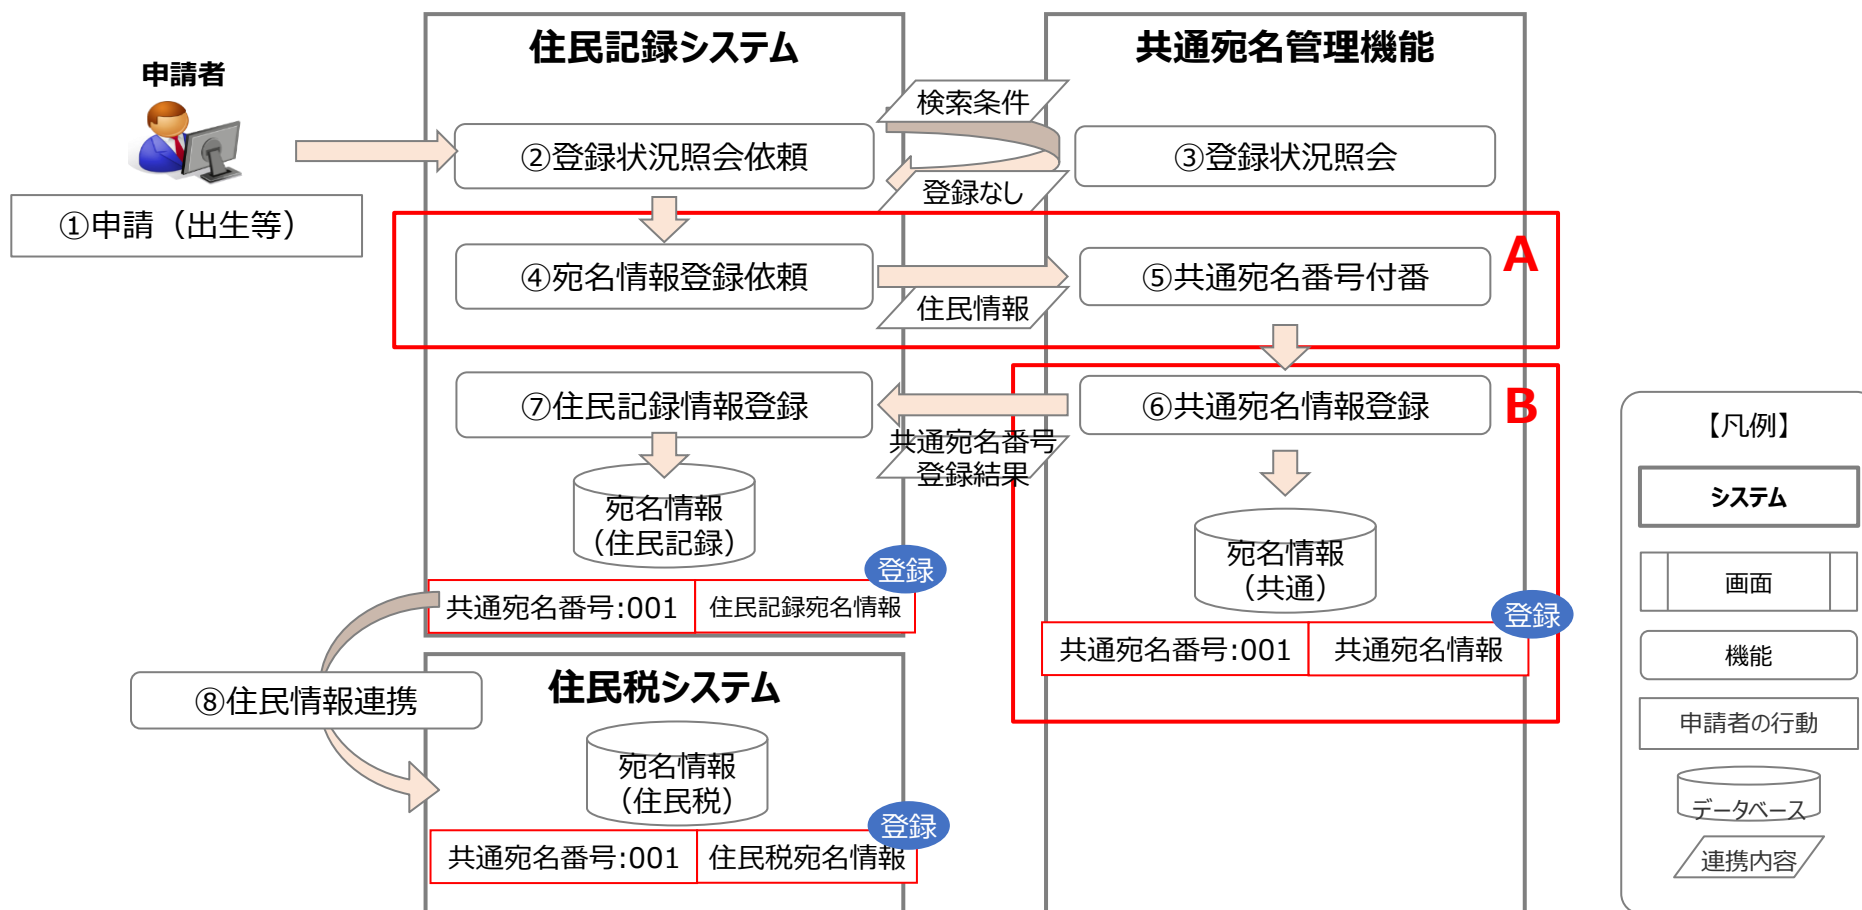 住民記録システム
共通宛名管理機能
申請者
検索条件
②登録状況照会依頼
③登録状況照会
登録なし
①申請（出生等）
A
④宛名情報登録依頼
⑤共通宛名番号付番
住民情報
B
⑦住民記録情報登録
⑥共通宛名情報登録
共通宛名番号
登録結果
宛名情報
（住民記録）
宛名情報
（共通）
登録
共通宛名番号:001
住民記録宛名情報
登録
共通宛名番号:001
共通宛名情報
住民税システム
⑧住民情報連携
宛名情報
（住民税）
登録
共通宛名番号:001
住民税宛名情報
【凡例】
システム
画面
機能
申請者の行動
データベース
連携内容